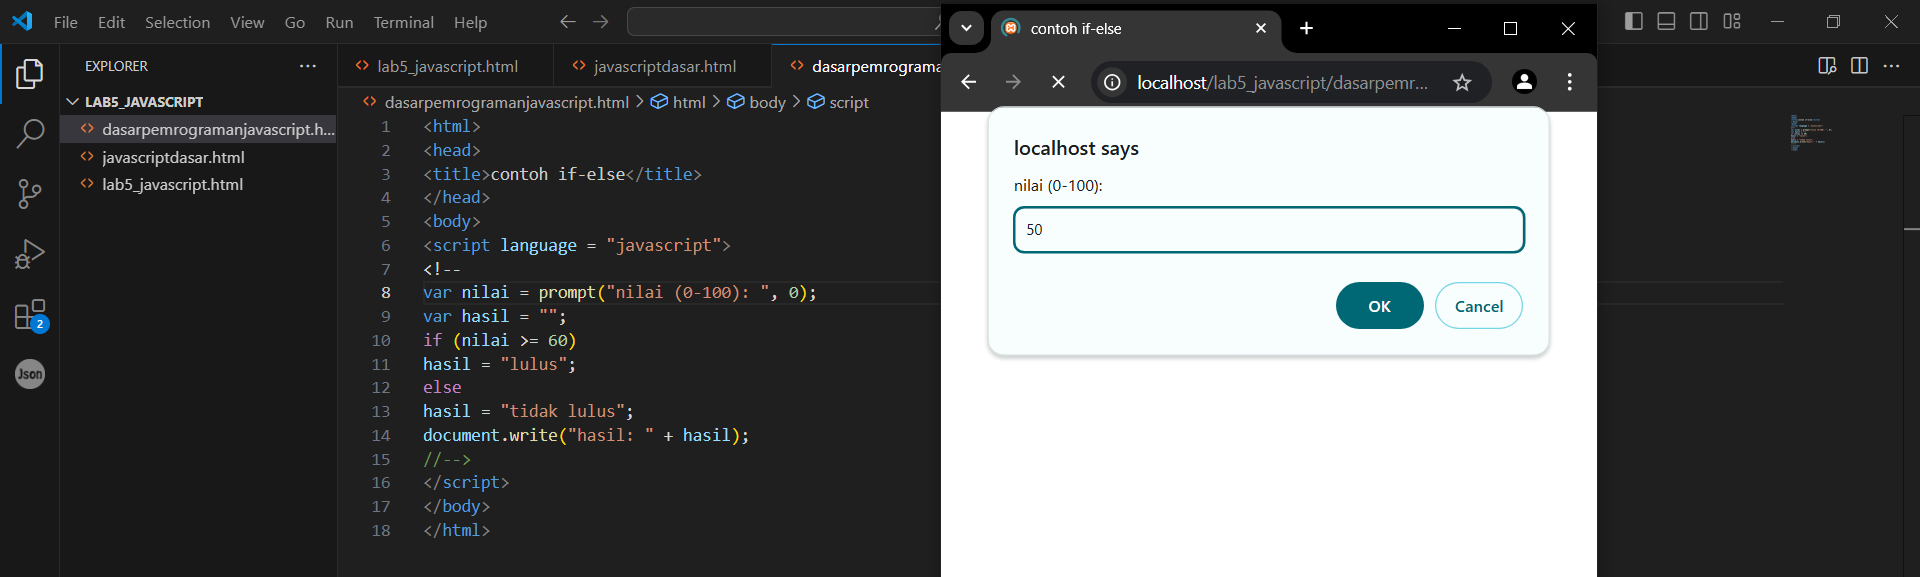 File Edit Selection View Go Run Terminal Help
EXPLORER
LAB5_JAVASCRIPT
dasarpemrogramanjavascript.h...
javascriptdasar.html
lab5_javascript.html
2
Json
lab5_javascript.html
javascriptdasar.html
dasarpemrograma
dasarpemrogramanjavascript.html > html > body > script
1 <html>
2 <head>
3 <title>contoh if-else</title>
4 </head>
5 <body>
6 <script language = "javascript">
7 <!--
8 var nilai = prompt("nilai (0-100): ", 0);
9 var hasil = "";
10 if (nilai >= 60)
11 hasil = "lulus";
12 else
13 hasil = "tidak lulus";
14 document.write("hasil: " + hasil);
15 //-->
16 </script>
17 </body>
18 </html>
contoh if-else
localhost/lab5_javascript/dasarpemr...
localhost says
nilai (0-100):
50
OK
Cancel